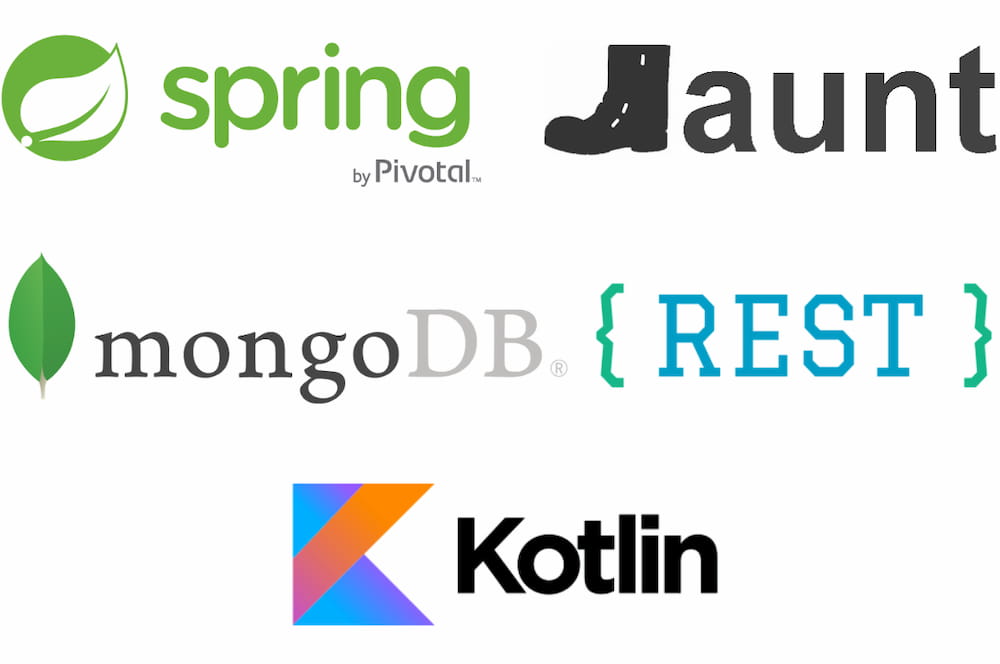 spring
by Pivotal™
Jaunt
mongoDB®
{ REST }
Kotlin